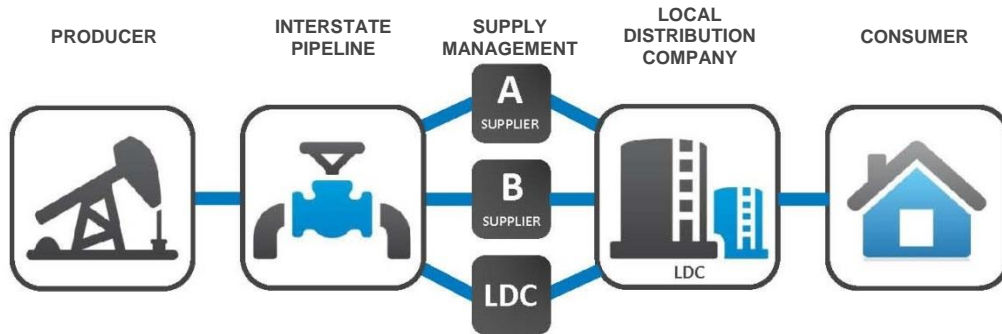 PRODUCER
INTERSTATE
PIPELINE
SUPPLY
MANAGEMENT
LOCAL
DISTRIBUTION
COMPANY
CONSUMER
A
SUPPLIER
B
SUPPLIER
LDC
LDC